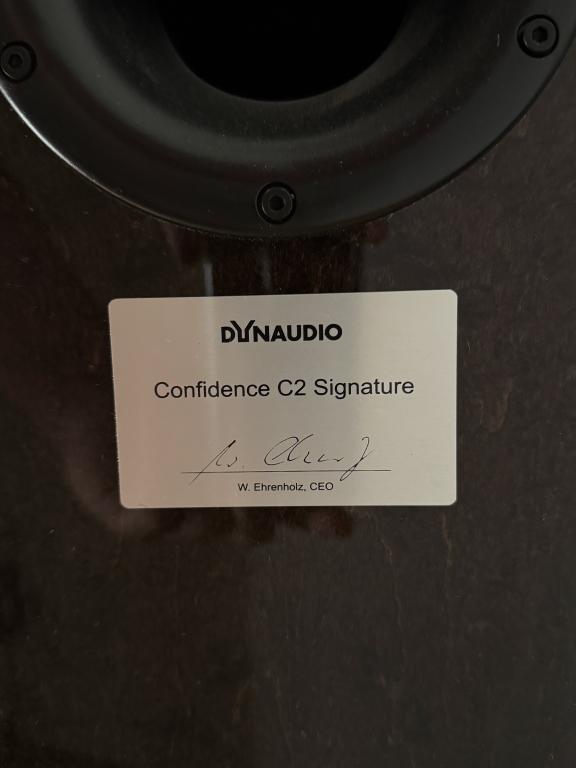 DYNAUDIO
Confidence C2 Signature
W. Ehrenholz, CEO